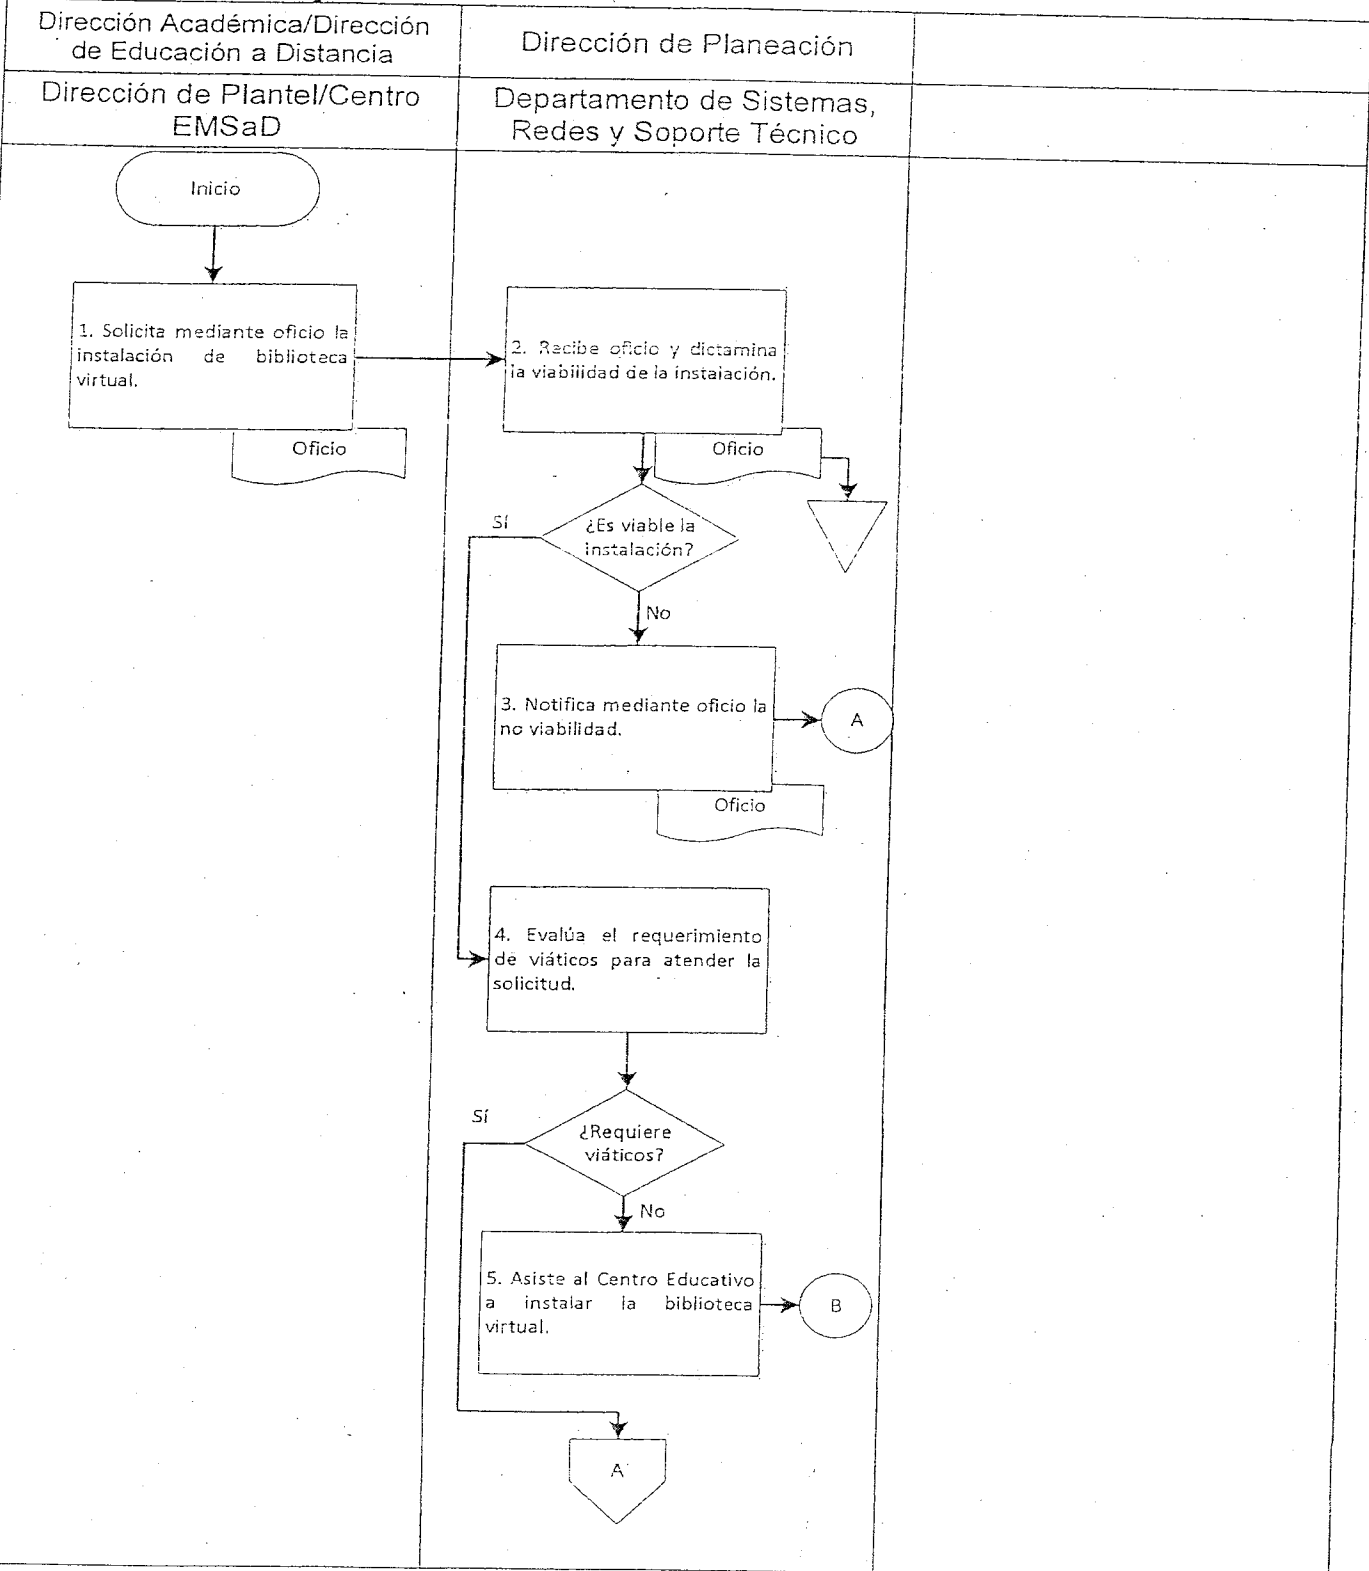 Dirección Académica/Dirección
de Educación a Distancia
Dirección de Planeación
Dirección de Plantel/Centro
EMSaD
Departamento de Sistemas,
Redes y Soporte Técnico
Inicio
1. Solicita mediante oficio la
instalación de biblioteca
virtual.
Oficio
2. Recibe oficio y dictamina
la viabilidad de la instalación.
Oficio
¿Es viable la
instalación?
Sí
No
3. Notifica mediante oficio la
no viabilidad.
A
Oficio
4. Evalúa el requerimiento
de viáticos para atender la
solicitud.
¿Requiere
viáticos?
Sí
No
5. Asiste al Centro Educativo
a instalar la biblioteca
virtual.
B
A